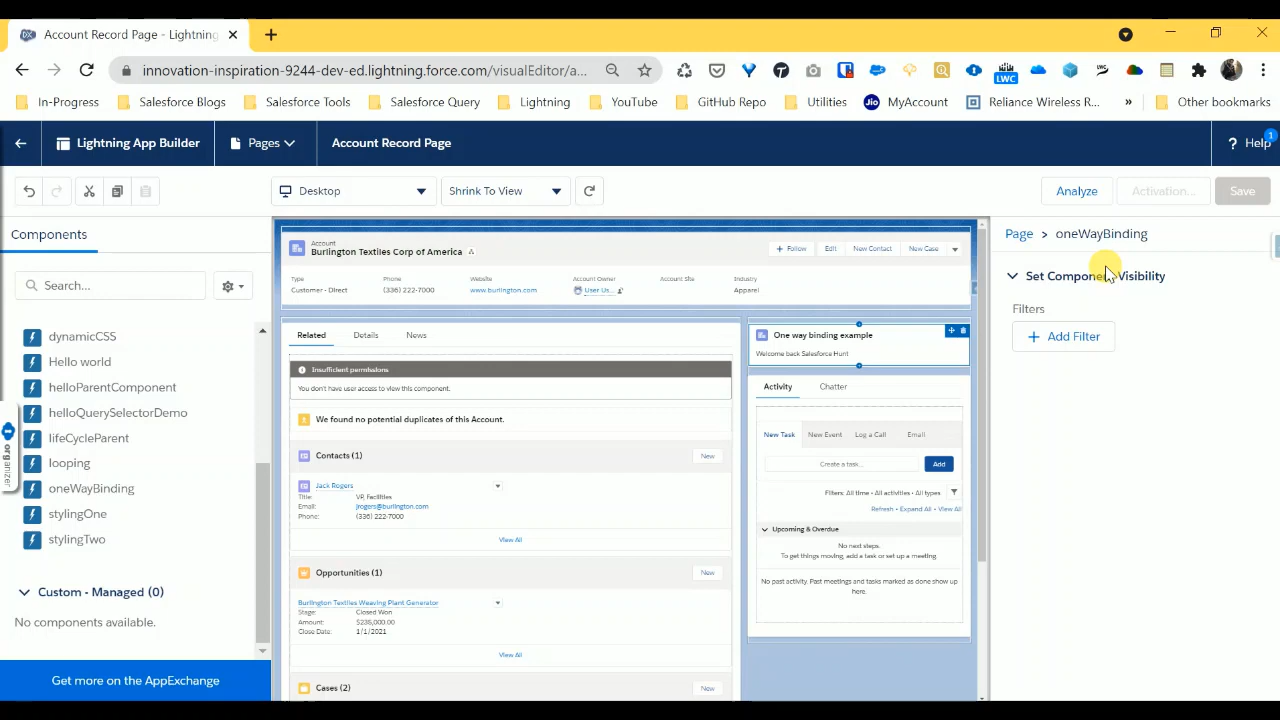 Account Record Page - Lightning
innovation-inspiration-9244-dev-ed.lightning.force.com/visualEditor/a...
LWC
In-Progress
Salesforce Blogs
Salesforce Tools
Salesforce Query
Lightning
YouTube
GitHub Repo
Utilities
Jio
MyAccount
Reliance Wireless R...
»
Other bookmarks
Lightning App Builder
Pages
Account Record Page
? Help
1
Desktop
Shrink To View
Analyze
Activation...
Save
Components
Search...
dynamicCSS
Hello world
helloParentComponent
helloQuerySelectorDemo
lifeCycleParent
looping
oneWayBinding
stylingOne
stylingTwo
Custom - Managed (0)
No components available.
Get more on the AppExchange
organizer
Account
Burlington Textiles Corp of America
+ Follow
Edit
New Contact
New Case
Type
Customer - Direct
Phone
(336) 222-7000
Website
www.burlington.com
Account Owner
User Us...
Account Site
Industry
Apparel
Related
Details
News
Insufficient permissions
You don't have user access to view this component.
We found no potential duplicates of this Account.
Contacts (1)
New
Jack Rogers
Title: VP, Facilities
Email: jrogers@burlington.com
Phone: (336) 222-7000
View All
Opportunities (1)
New
Burlington Textiles Weaving Plant Generator
Stage: Closed Won
Amount: $235,000.00
Close Date: 1/1/2021
View All
Cases (2)
New
One way binding example
Welcome back Salesforce Hunt
Activity
Chatter
New Task
New Event
Log a Call
Email
Create a task...
Add
Filters: All time • All activities • All types
Refresh • Expand All • View All
Upcoming & Overdue
No next steps.
To get things moving, add a task or set up a meeting.
No past activity. Past meetings and tasks marked as done show up
here.
Page > oneWayBinding
Set Component Visibility
Filters
+ Add Filter